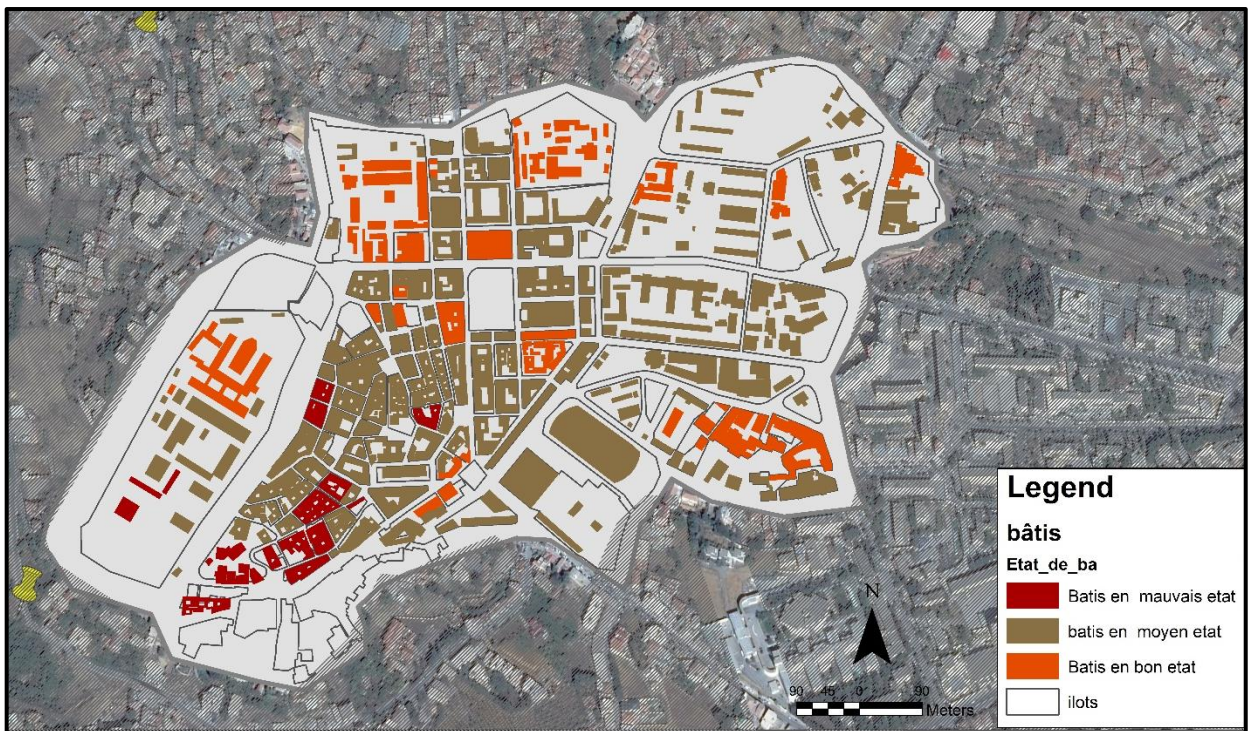 Legend
bâtis
Etat_de_ba
Batis en mauvais etat
batis en moyen etat
Batis en bon etat
ilots
N
90 45 0 90
Meters